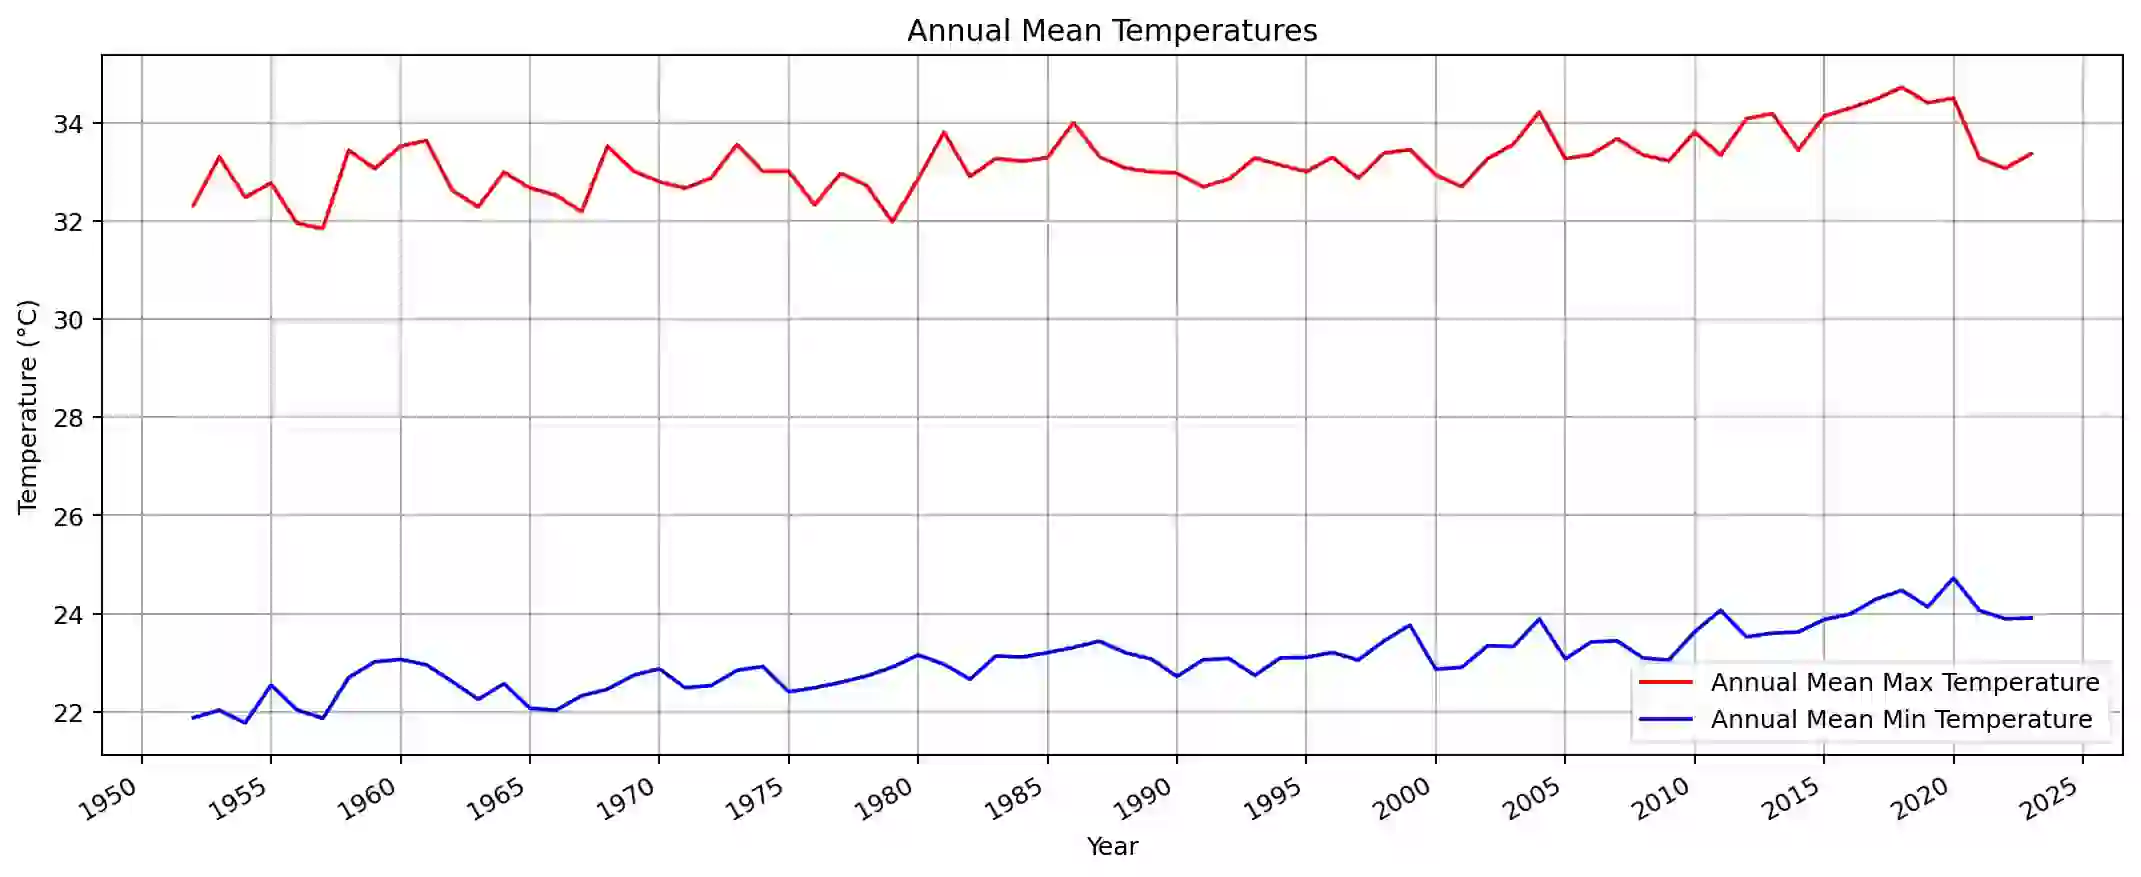 Annual Mean Temperatures
Temperature (°C)
34
32
30
28
26
24
22
Annual Mean Max Temperature
Annual Mean Min Temperature
1950 1955 1960 1965 1970 1975 1980 1985 1990 1995 2000 2005 2010 2015 2020 2025
Year